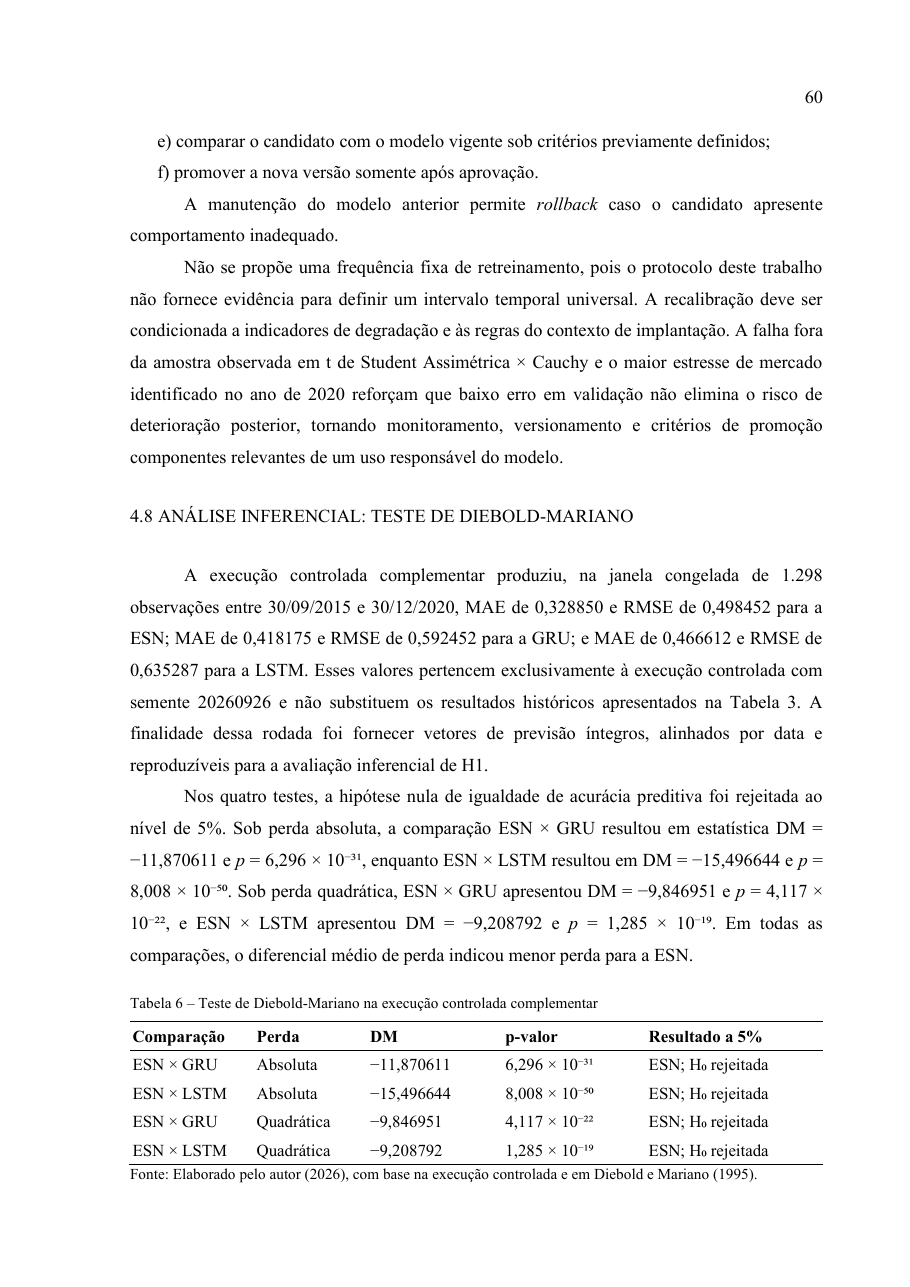 60
e) comparar o candidato com o modelo vigente sob critérios previamente definidos;
f) promover a nova versão somente após aprovação.
A manutenção do modelo anterior permite rollback caso o candidato apresente
comportamento inadequado.
Não se propõe uma frequência fixa de retreinamento, pois o protocolo deste trabalho
não fornece evidência para definir um intervalo temporal universal. A recalibração deve ser
condicionada a indicadores de degradação e às regras do contexto de implantação. A falha fora
da amostra observada em t de Student Assimétrica × Cauchy e o maior estresse de mercado
identificado no ano de 2020 reforçam que baixo erro em validação não elimina o risco de
deterioração posterior, tornando monitoramento, versionamento e critérios de promoção
componentes relevantes de um uso responsável do modelo.
4.8 ANÁLISE INFERENCIAL: TESTE DE DIEBOLD-MARIANO
A execução controlada complementar produziu, na janela congelada de 1.298
observações entre 30/09/2015 e 30/12/2020, MAE de 0,328850 e RMSE de 0,498452 para a
ESN; MAE de 0,418175 e RMSE de 0,592452 para a GRU; e MAE de 0,466612 e RMSE de
0,635287 para a LSTM. Esses valores pertencem exclusivamente à execução controlada com
semente 20260926 e não substituem os resultados históricos apresentados na Tabela 3. A
finalidade dessa rodada foi fornecer vetores de previsão íntegros, alinhados por data e
reproduzíveis para a avaliação inferencial de H1.
Nos quatro testes, a hipótese nula de igualdade de acurácia preditiva foi rejeitada ao
nível de 5%. Sob perda absoluta, a comparação ESN × GRU resultou em estatística DM =
−11,870611 e p = 6,296 × 10⁻³¹, enquanto ESN × LSTM resultou em DM = −15,496644 e p =
8,008 × 10⁻⁵⁰. Sob perda quadrática, ESN × GRU apresentou DM = −9,846951 e p = 4,117 ×
10⁻²², e ESN × LSTM apresentou DM = −9,208792 e p = 1,285 × 10⁻¹⁹. Em todas as
comparações, o diferencial médio de perda indicou menor perda para a ESN.
Tabela 6 – Teste de Diebold-Mariano na execução controlada complementar
Comparação Perda DM p-valor Resultado a 5%
ESN × GRU Absoluta −11,870611 6,296 × 10⁻³¹ ESN; H₀ rejeitada
ESN × LSTM Absoluta −15,496644 8,008 × 10⁻⁵⁰ ESN; H₀ rejeitada
ESN × GRU Quadrática −9,846951 4,117 × 10⁻²² ESN; H₀ rejeitada
ESN × LSTM Quadrática −9,208792 1,285 × 10⁻¹⁹ ESN; H₀ rejeitada
Fonte: Elaborado pelo autor (2026), com base na execução controlada e em Diebold e Mariano (1995).